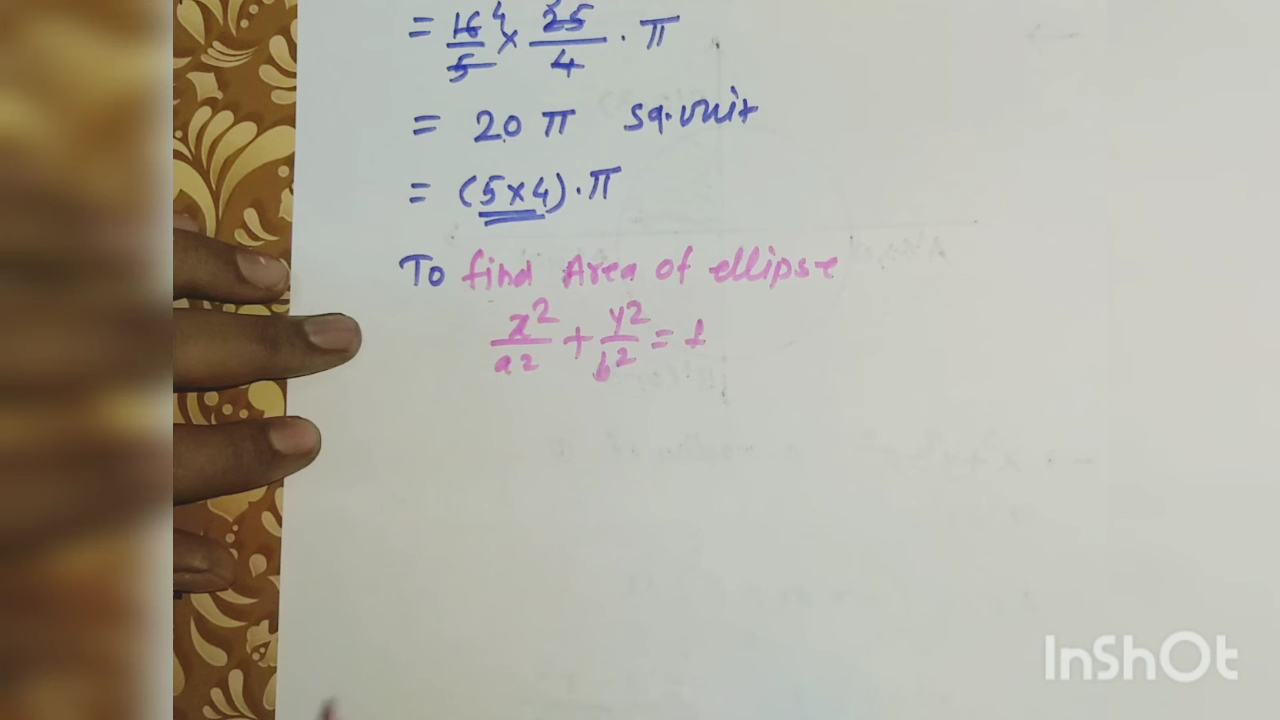 = 16/5 4 × 25/4 . π
= 20 π sq.unit
= (5×4).π
To find Area of ellipse
x²/a² + y²/b² = 1
InShOt